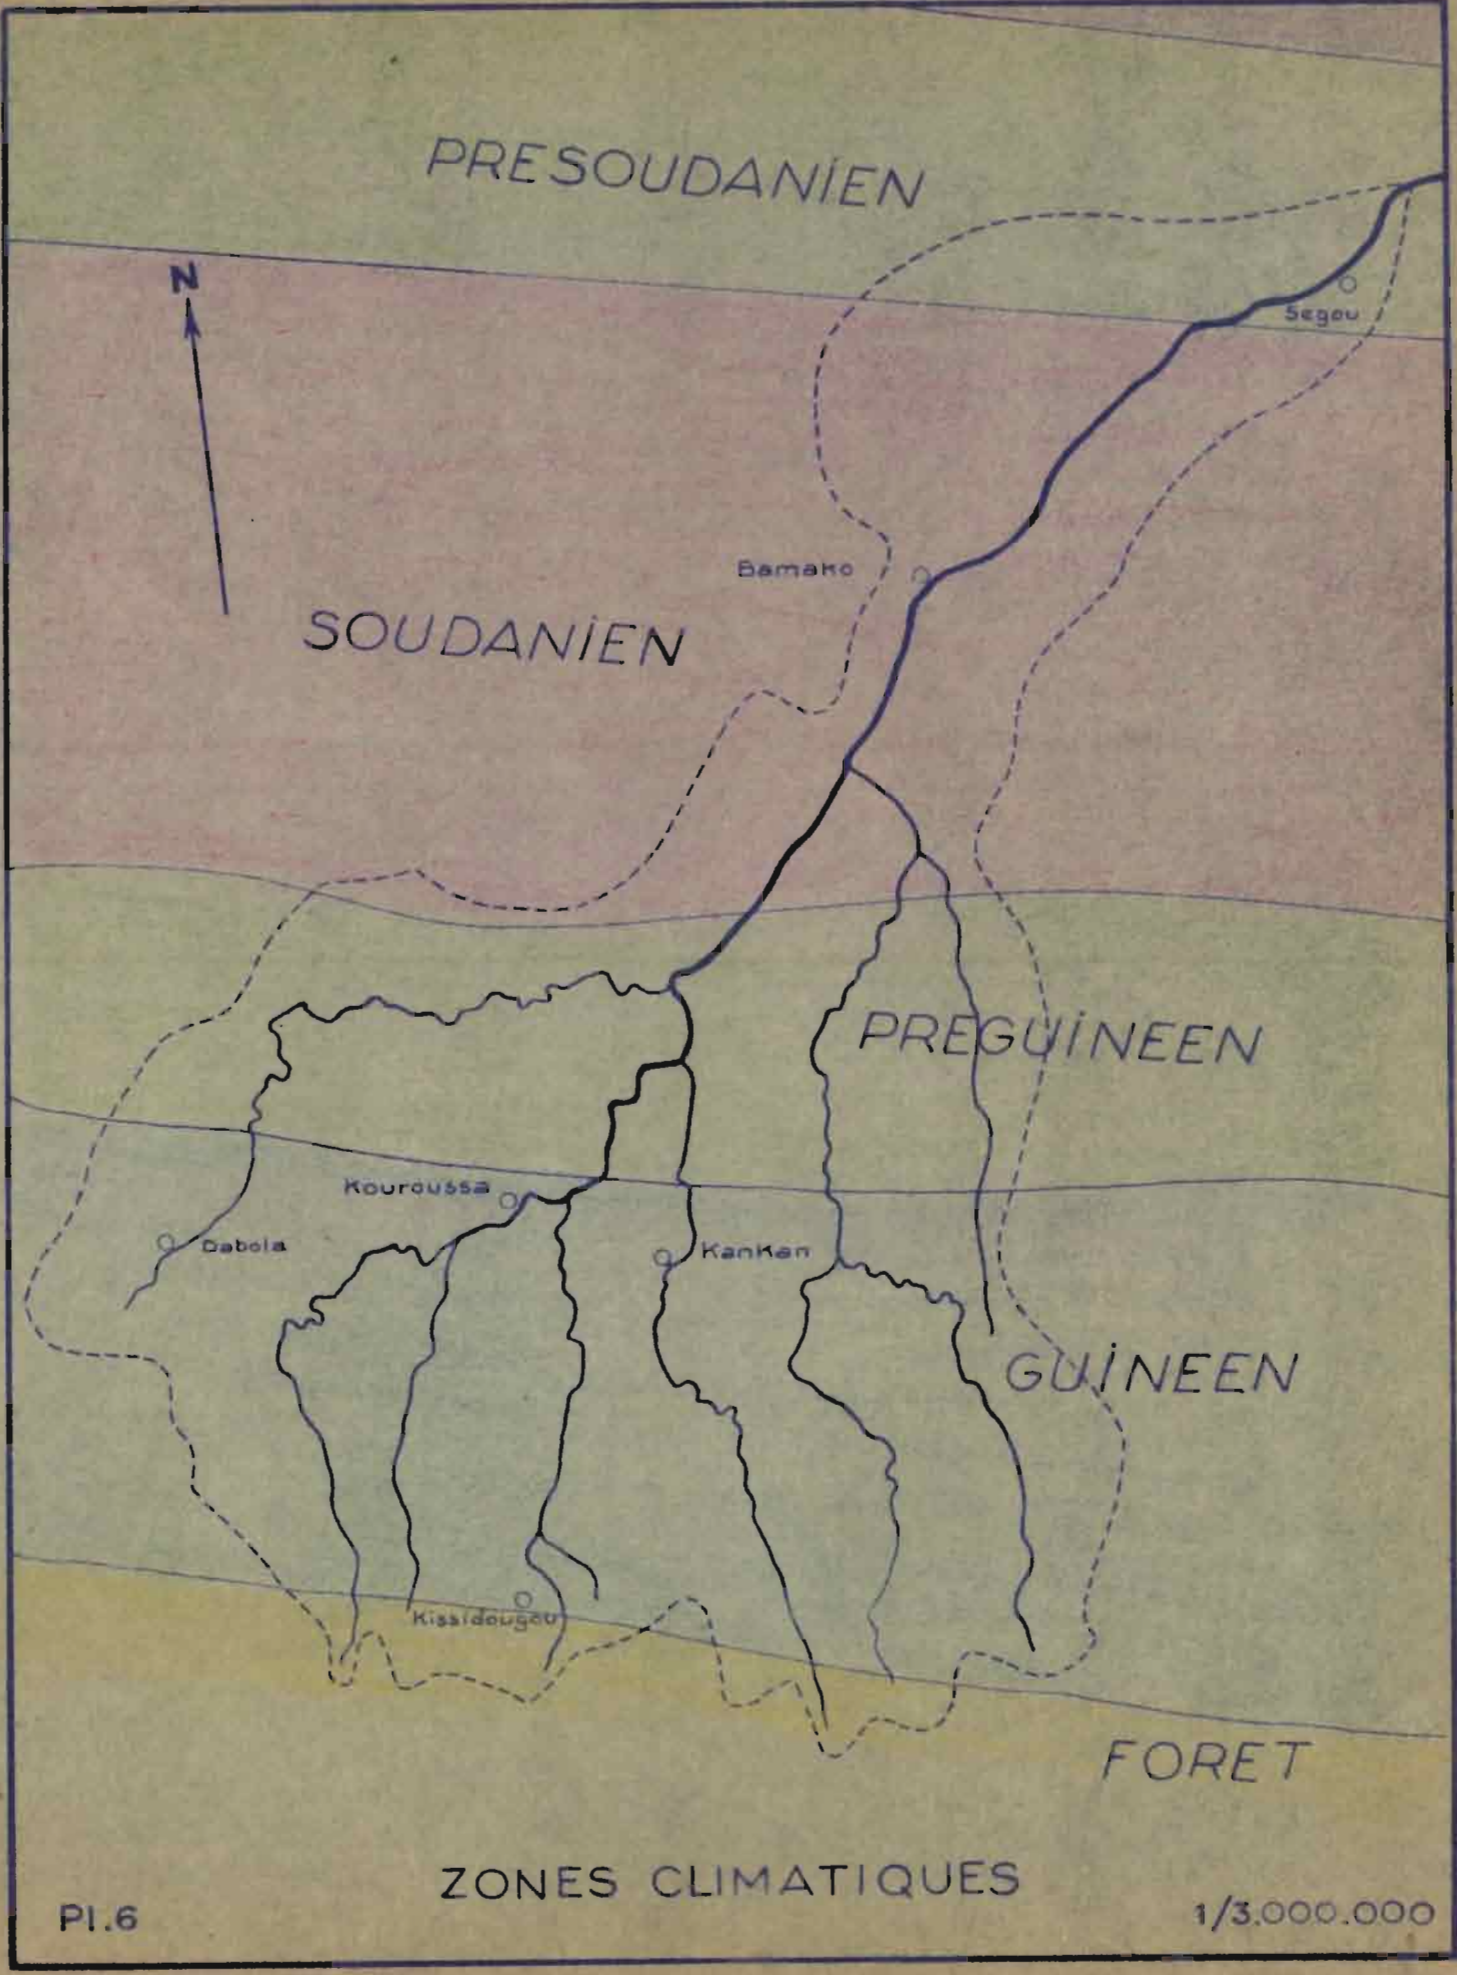 PRESOUDANIEN
N
Segou
Bamako
SOUDANIEN
PREGUINEEN
Kouroussa
Dabola
KanKan
GUINEEN
Kissidougou
FORET
ZONES CLIMATIQUES
Pl.6
1/3.000.000